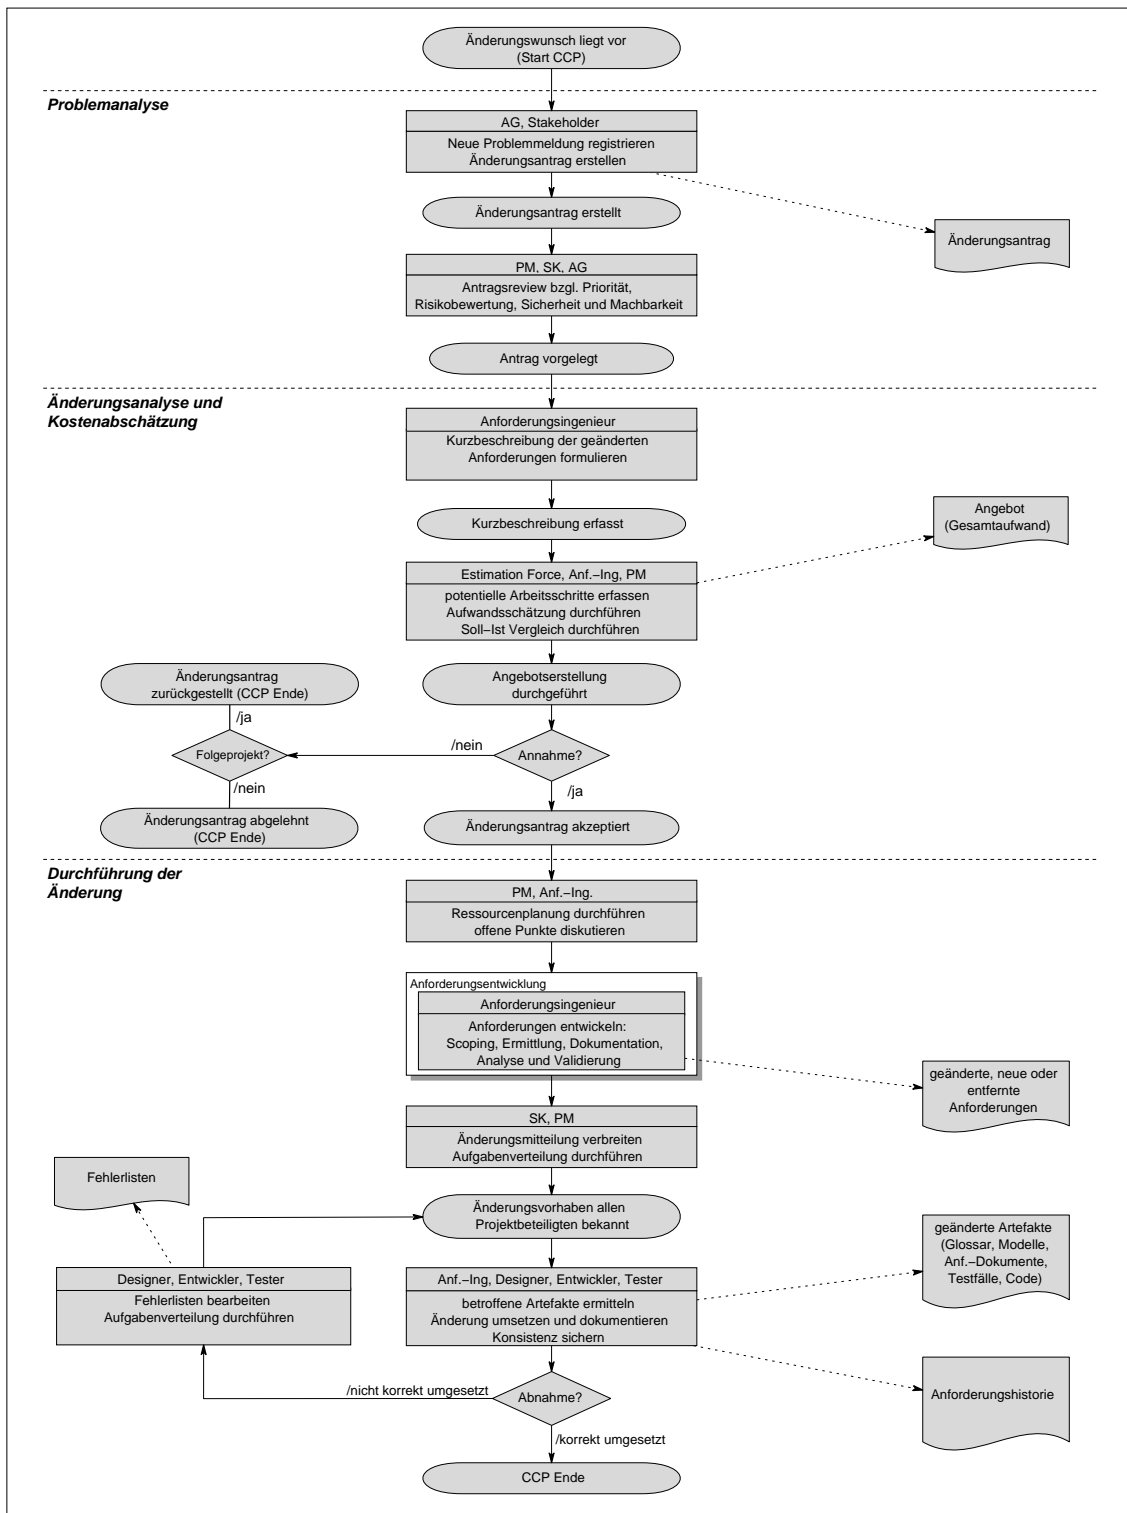 Änderungswunsch liegt vor
(Start CCP)
Problemanalyse
AG, Stakeholder
Neue Problemmeldung registrieren
Änderungsantrag erstellen
Änderungsantrag erstellt
Änderungsantrag
PM, SK, AG
Antragsreview bzgl. Priorität,
Risikobewertung, Sicherheit und Machbarkeit
Antrag vorgelegt
Änderungsanalyse und
Kostenabschätzung
Anforderungsingenieur
Kurzbeschreibung der geänderten
Anforderungen formulieren
Kurzbeschreibung erfasst
Angebot
(Gesamtaufwand)
Estimation Force, Anf.−Ing, PM
potentielle Arbeitsschritte erfassen
Aufwandsschätzung durchführen
Soll−Ist Vergleich durchführen
Änderungsantrag
zurückgestellt (CCP Ende)
Angebotserstellung
durchgeführt
/ja
/nein
Folgeprojekt?
Annahme?
/nein
/ja
Änderungsantrag abgelehnt
(CCP Ende)
Änderungsantrag akzeptiert
Durchführung der
Änderung
PM, Anf.−Ing.
Ressourcenplanung durchführen
offene Punkte diskutieren
Anforderungsentwicklung
Anforderungsingenieur
Anforderungen entwickeln:
Scoping, Ermittlung, Dokumentation,
Analyse und Validierung
geänderte, neue oder
entfernte
Anforderungen
SK, PM
Änderungsmitteilung verbreiten
Aufgabenverteilung durchführen
Fehlerlisten
Änderungsvorhaben allen
Projektbeteiligten bekannt
geänderte Artefakte
(Glossar, Modelle,
Anf.−Dokumente,
Testfälle, Code)
Designer, Entwickler, Tester
Fehlerlisten bearbeiten
Aufgabenverteilung durchführen
Anf.−Ing, Designer, Entwickler, Tester
betroffene Artefakte ermitteln
Änderung umsetzen und dokumentieren
Konsistenz sichern
/nicht korrekt umgesetzt
Abnahme?
Anforderungshistorie
/korrekt umgesetzt
CCP Ende